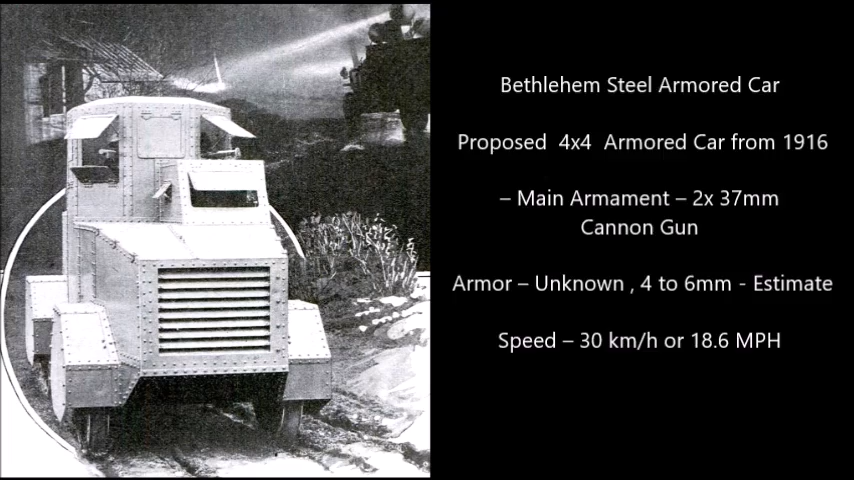 Bethlehem Steel Armored Car
Proposed 4x4 Armored Car from 1916
– Main Armament – 2x 37mm
Cannon Gun
Armor – Unknown , 4 to 6mm - Estimate
Speed – 30 km/h or 18.6 MPH